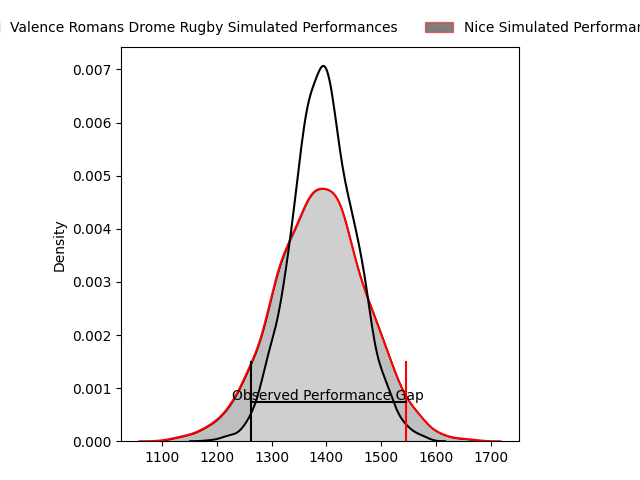 Valence Romans Drome Rugby Simulated Performances
Nice Simulated
0.007
0.006
0.005
0.004
0.003
0.002
0.001
0.000
Density
Observed Performance Gap
1100 1200 1300 1400 1500 1600 1700